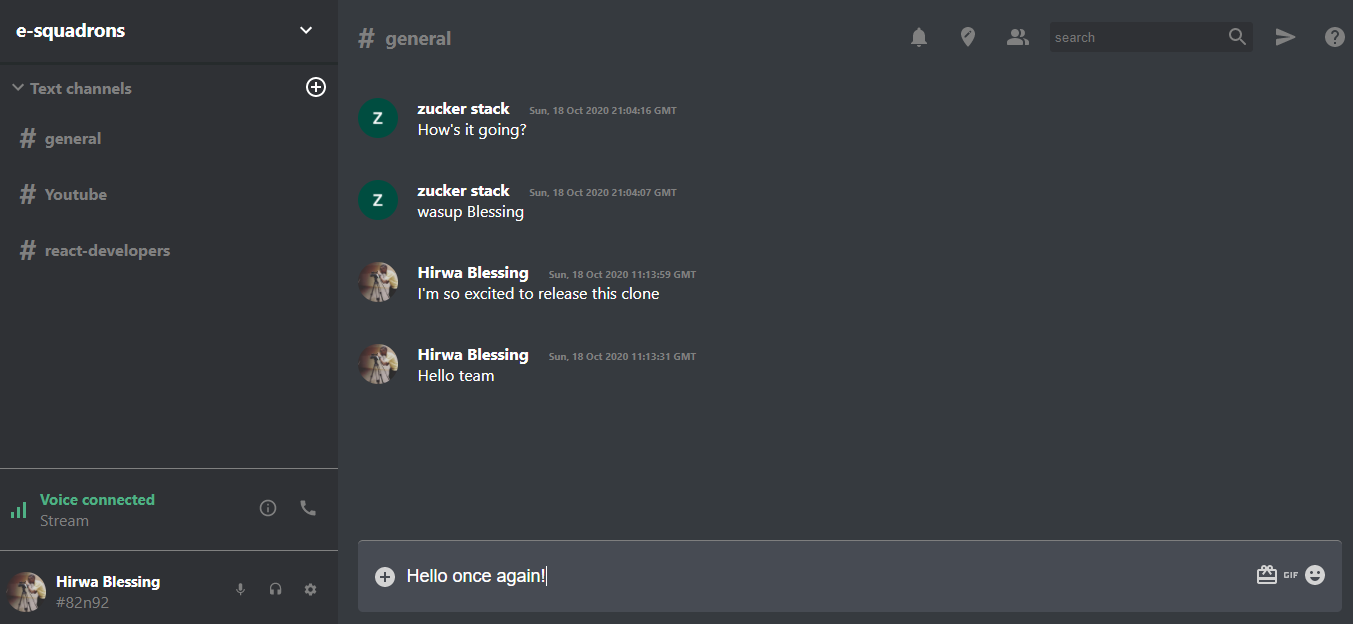 e-squadrons
Text channels
# general
# Youtube
# react-developers
Voice connected
Stream
Hirwa Blessing
#82n92
# general
search
Z
zucker stack Sun, 18 Oct 2020 21:04:16 GMT
How's it going?
Z
zucker stack Sun, 18 Oct 2020 21:04:07 GMT
wasup Blessing
Hirwa Blessing Sun, 18 Oct 2020 11:13:59 GMT
I'm so excited to release this clone
Hirwa Blessing Sun, 18 Oct 2020 11:13:31 GMT
Hello team
Hello once again!
GIF